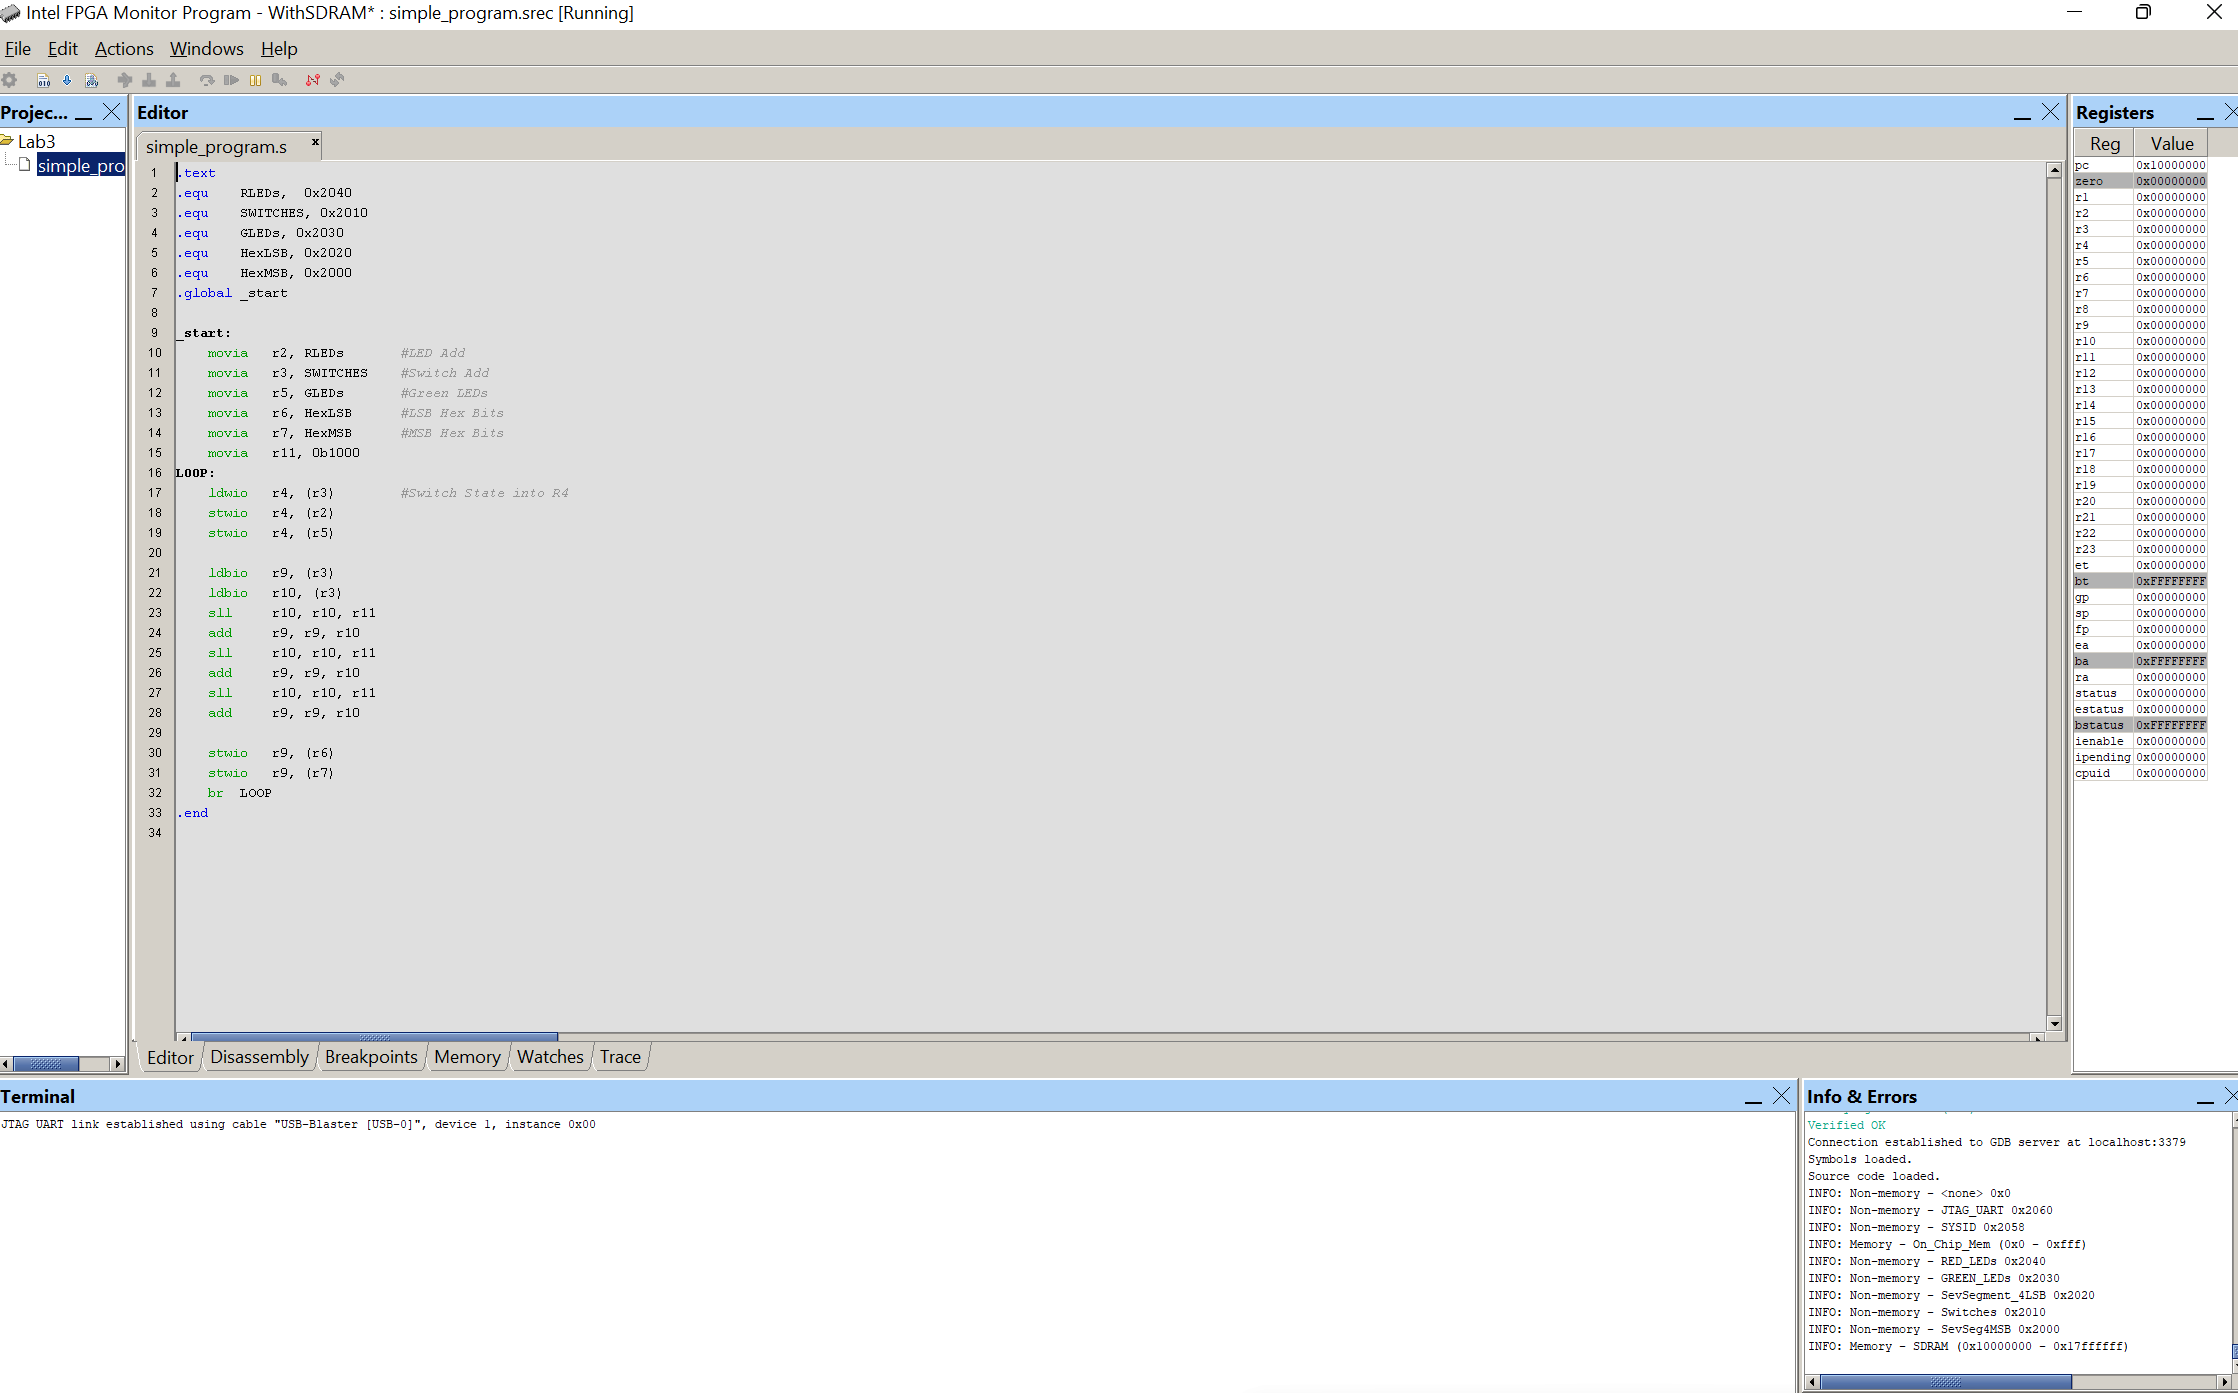 Intel FPGA Monitor Program - WithSDRAM* : simple_program.srec [Running]
File Edit Actions Windows Help
Projec...
Lab3
simple_pro
Editor
simple_program.s x
1 .text
2 .equ RLEDs, 0x2040
3 .equ SWITCHES, 0x2010
4 .equ GLEDs, 0x2030
5 .equ HexLSB, 0x2020
6 .equ HexMSB, 0x2000
7 .global _start
8
9 _start:
10 movia r2, RLEDs #LED Add
11 movia r3, SWITCHES #Switch Add
12 movia r5, GLEDs #Green LEDs
13 movia r6, HexLSB #LSB Hex Bits
14 movia r7, HexMSB #MSB Hex Bits
15 movia r11, 0b1000
16 LOOP:
17 ldwio r4, (r3) #Switch State into R4
18 stwio r4, (r2)
19 stwio r4, (r5)
20
21 ldbio r9, (r3)
22 ldbio r10, (r3)
23 sll r10, r10, r11
24 add r9, r9, r10
25 sll r10, r10, r11
26 add r9, r9, r10
27 sll r10, r10, r11
28 add r9, r9, r10
29
30 stwio r9, (r6)
31 stwio r9, (r7)
32 br LOOP
33 .end
34
Editor Disassembly Breakpoints Memory Watches Trace
Registers
Reg Value
pc 0x10000000
zero 0x00000000
r1 0x00000000
r2 0x00000000
r3 0x00000000
r4 0x00000000
r5 0x00000000
r6 0x00000000
r7 0x00000000
r8 0x00000000
r9 0x00000000
r10 0x00000000
r11 0x00000000
r12 0x00000000
r13 0x00000000
r14 0x00000000
r15 0x00000000
r16 0x00000000
r17 0x00000000
r18 0x00000000
r19 0x00000000
r20 0x00000000
r21 0x00000000
r22 0x00000000
r23 0x00000000
et 0x00000000
bt 0xFFFFFFFF
gp 0x00000000
sp 0x00000000
fp 0x00000000
ea 0x00000000
ba 0xFFFFFFFF
ra 0x00000000
status 0x00000000
estatus 0x00000000
bstatus 0xFFFFFFFF
ienable 0x00000000
ipending 0x00000000
cpuid 0x00000000
Terminal
JTAG UART link established using cable "USB-Blaster [USB-0]", device 1, instance 0x00
Info & Errors
Verified OK
Connection established to GDB server at localhost:3379
Symbols loaded.
Source code loaded.
INFO: Non-memory - <none> 0x0
INFO: Non-memory - JTAG_UART 0x2060
INFO: Non-memory - SYSID 0x2058
INFO: Memory - On_Chip_Mem (0x0 - 0xfff)
INFO: Non-memory - RED_LEDs 0x2040
INFO: Non-memory - GREEN_LEDs 0x2030
INFO: Non-memory - SevSegment_4LSB 0x2020
INFO: Non-memory - Switches 0x2010
INFO: Non-memory - SevSeg4MSB 0x2000
INFO: Memory - SDRAM (0x10000000 - 0x17ffffff)